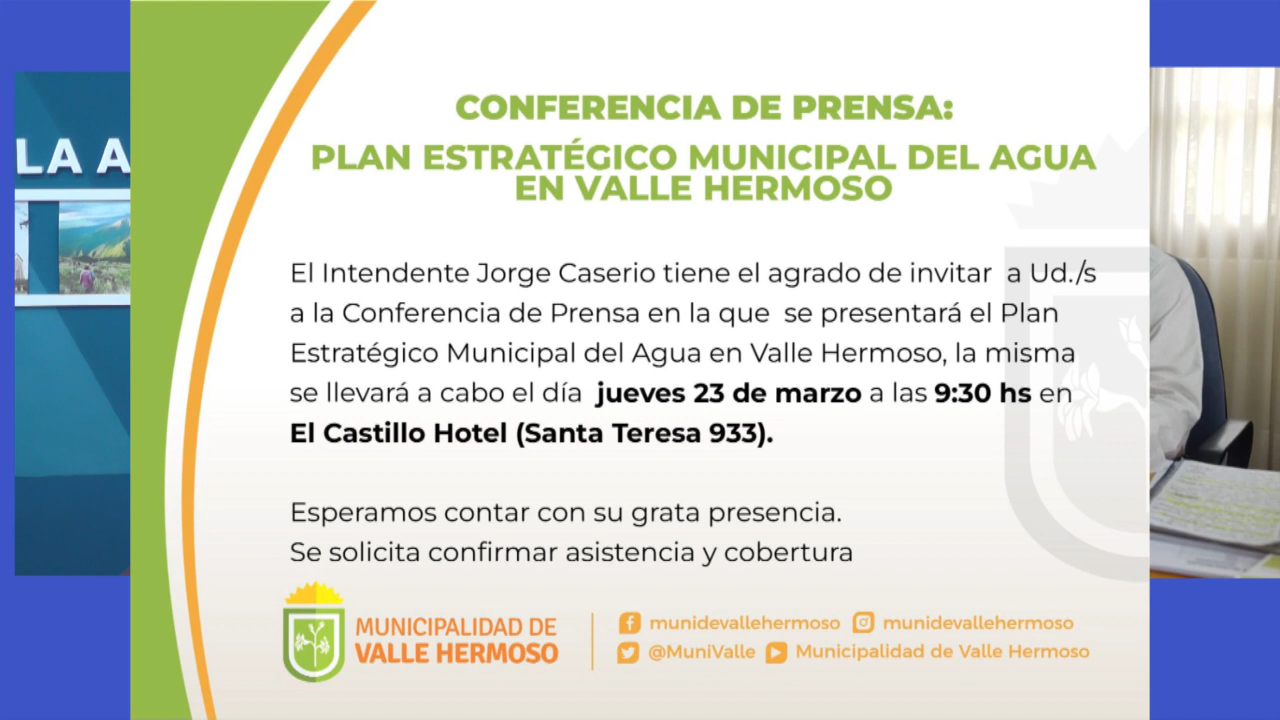 LA A
CONFERENCIA DE PRENSA:
PLAN ESTRATÉGICO MUNICIPAL DEL AGUA
EN VALLE HERMOSO
El Intendente Jorge Caserio tiene el agrado de invitar a Ud./s
a la Conferencia de Prensa en la que se presentará el Plan
Estratégico Municipal del Agua en Valle Hermoso, la misma
se llevará a cabo el día jueves 23 de marzo a las 9:30 hs en
El Castillo Hotel (Santa Teresa 933).
Esperamos contar con su grata presencia.
Se solicita confirmar asistencia y cobertura
MUNICIPALIDAD DE
VALLE HERMOSO
munidevallehermoso munidevallehermoso
@MuniValle Municipalidad de Valle Hermoso